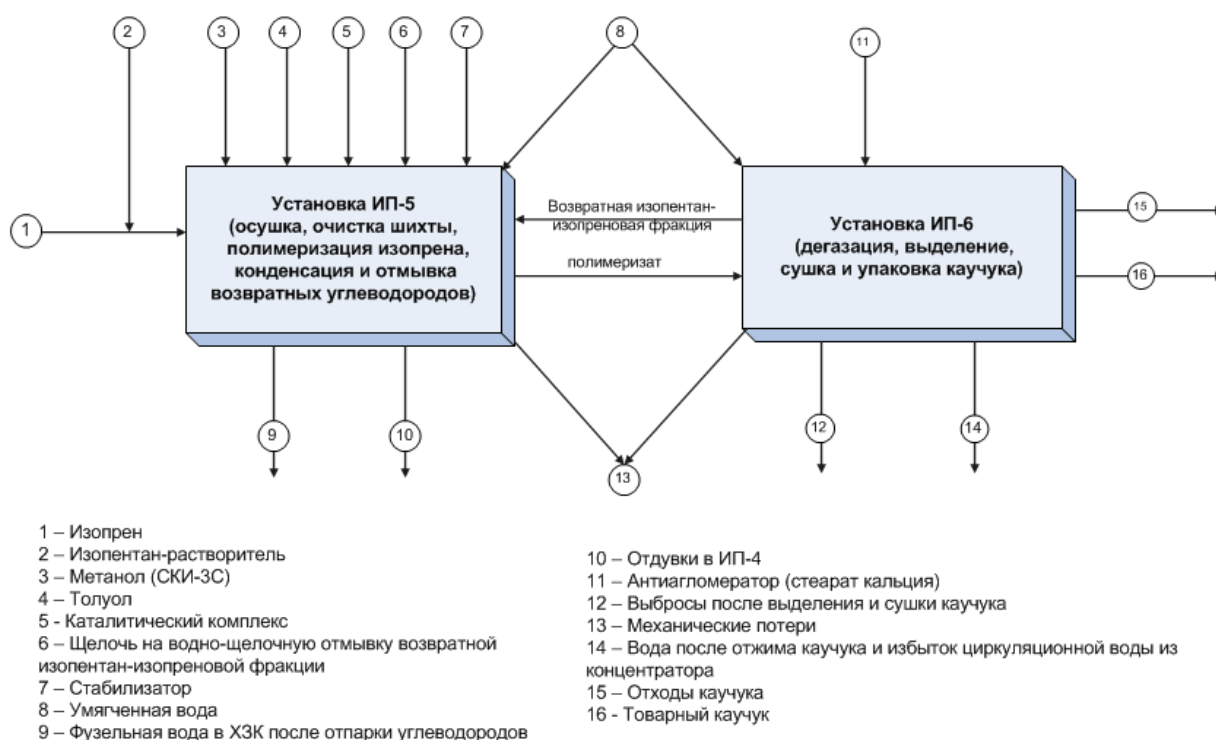 2
3
4
5
6
7
8
11
1
Установка ИП-5
(осушка, очистка шихты,
полимеризация изопрена,
конденсация и отмывка
возвратных углеводородов)
Возвратная изопентан-
изопреновая фракция
полимеризат
Установка ИП-6
(дегазация, выделение,
сушка и упаковка каучука)
15
16
9
10
13
12
14
1 – Изопрен
2 – Изопентан-растворитель
3 – Метанол (СКИ-3С)
4 – Толуол
5 - Каталитический комплекс
6 – Щелочь на водно-щелочную отмывку возвратной
изопентан-изопреновой фракции
7 – Стабилизатор
8 – Умягченная вода
9 – Фузельная вода в ХЗК после отпарки углеводородов
10 – Отдувки в ИП-4
11 – Антиагломератор (стеарат кальция)
12 – Выбросы после выделения и сушки каучука
13 – Механические потери
14 – Вода после отжима каучука и избыток циркуляционной воды из
концентратора
15 – Отходы каучука
16 - Товарный каучук